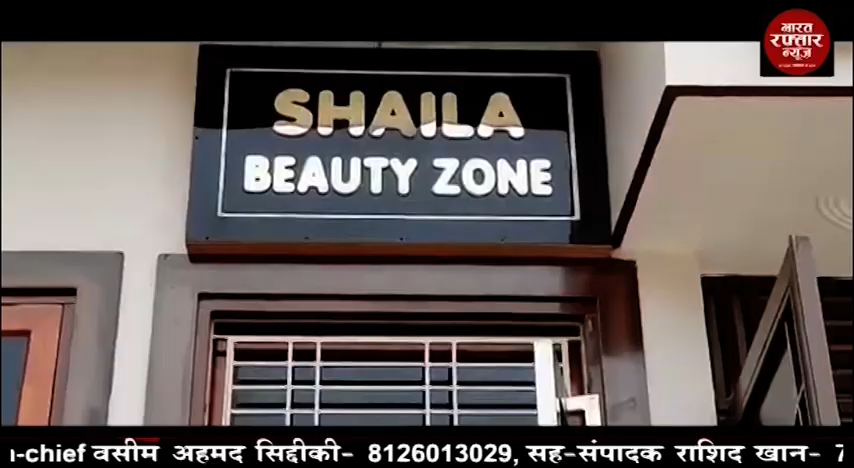 भारत
रफ्तार
न्यूज़
SHAILA
BEAUTY ZONE
-chief वसीम अहमद सिद्दीकी- 8126013029, सह-संपादक राशिद खान- 7